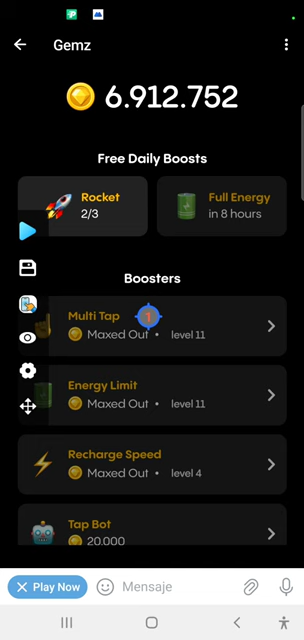 Gemz
6.912.752
Free Daily Boosts
Rocket
2/3
Full Energy
in 8 hours
Boosters
Multi Tap
1
Maxed Out • level 11
Energy Limit
Maxed Out • level 11
Recharge Speed
Maxed Out • level 4
Tap Bot
20.000
Play Now
Mensaje